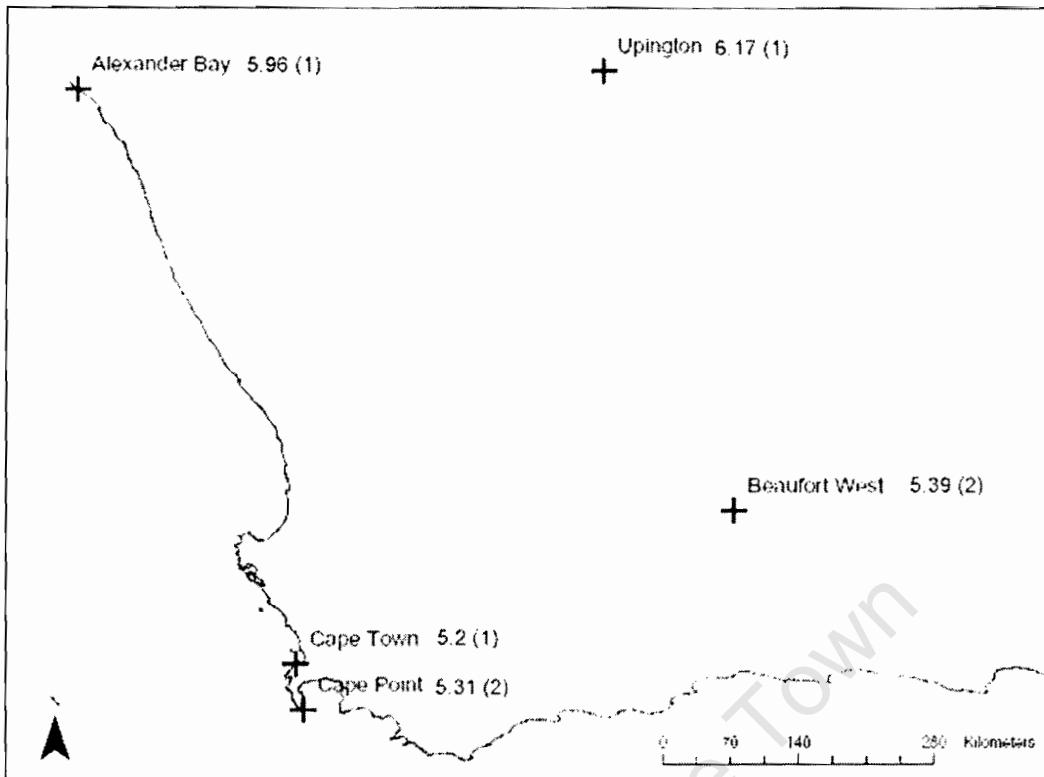 Upington 6.17 (1)
Alexander Bay 5.96 (1)
Beaufort West 5.39 (2)
Cape Town 5.2 (1)
Cape Point 5.31 (2)
Town
0 70 140 280 Kilometers